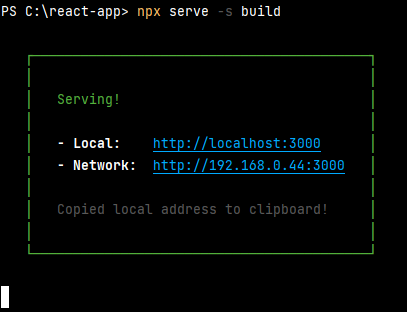 PS C:\react-app> npx serve -s build
Serving!
- Local: http://localhost:3000
- Network: http://192.168.0.44:3000
Copied local address to clipboard!